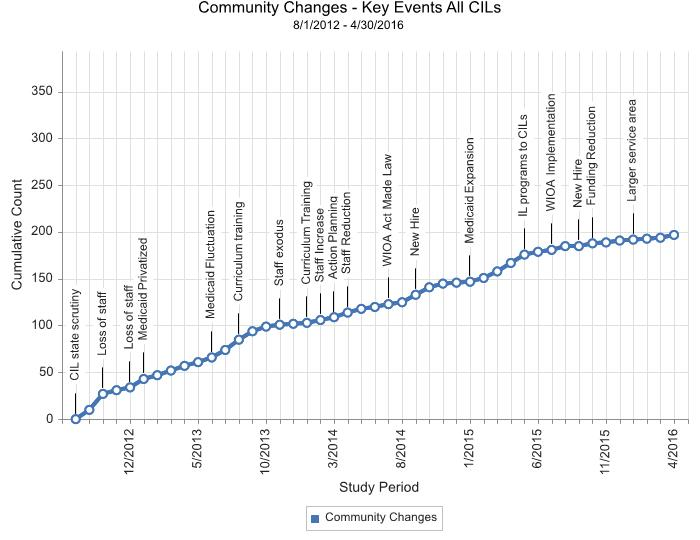 Community Changes - Key Events All CILs
8/1/2012 - 4/30/2016
Cumulative Count
350
300
250
200
150
100
50
0
CIL state scrutiny
Loss of staff
Loss of staff
Medicaid Privatized
Medicaid Fluctuation
Curriculum training
Staff exodus
Curriculum Training
Staff Increase
Action Planning
Staff Reduction
WIOA Act Made Law
New Hire
Medicaid Expansion
IL programs to CILs
WIOA Implementation
New Hire
Funding Reduction
Larger service area
12/2012
5/2013
10/2013
3/2014
8/2014
1/2015
6/2015
11/2015
4/2016
Study Period
Community Changes